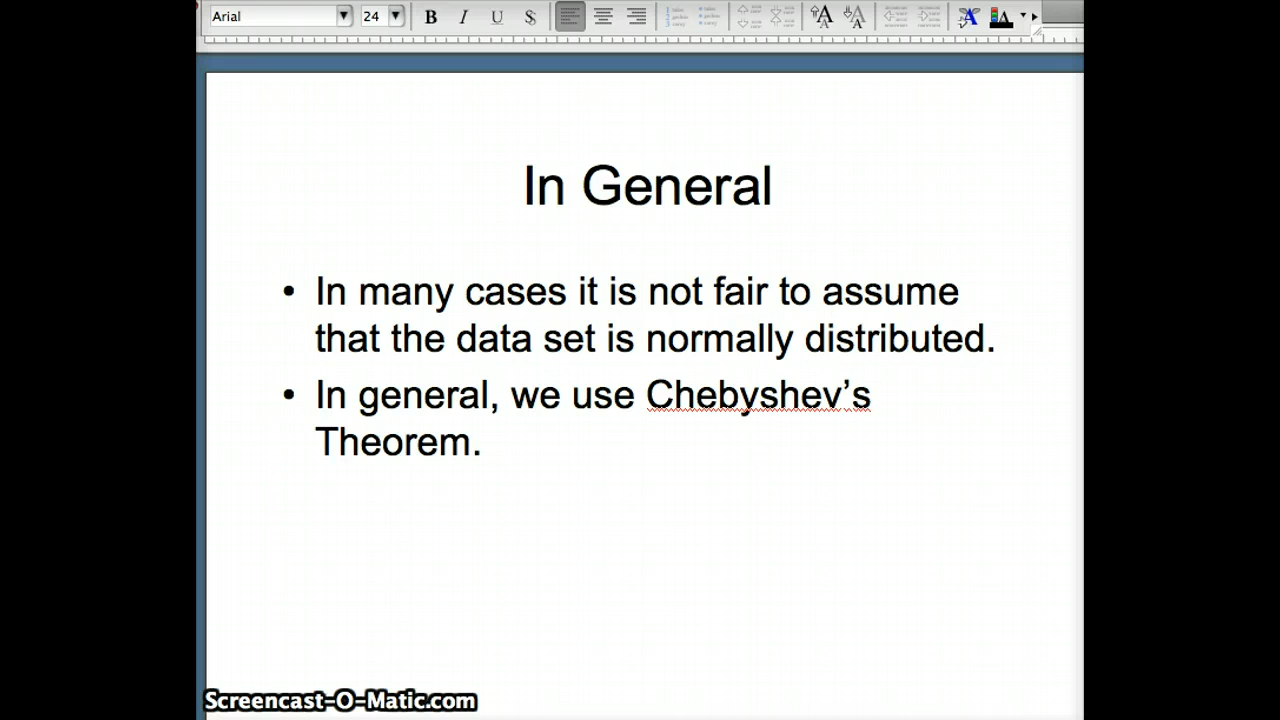 Arial 24 B I U S
In General
• In many cases it is not fair to assume
that the data set is normally distributed.
• In general, we use Chebyshev’s
Theorem.
Screencast-O-Matic.com